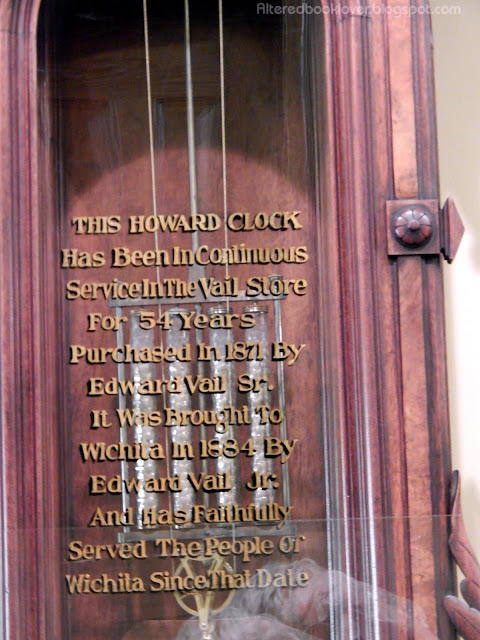 Alteredbooklover.blogspot.com
THIS HOWARD CLOCK
Has Been In Continuous
Service In The Vail Store
For 54 Years
Purchased In 1871 By
Edward Vail Sr.
It Was Brought To
Wichita In 1884 By
Edward Vail Jr.
And Has Faithfully
Served The People Of
Wichita Since That Date